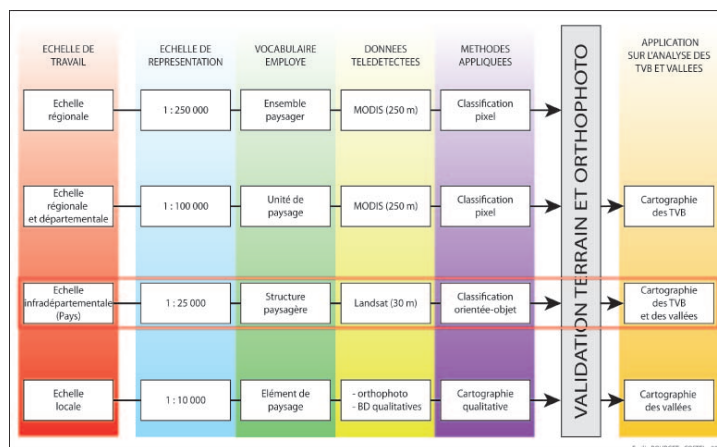 ECHELLE DE
TRAVAIL
ECHELLE DE
REPRESENTATION
VOCABULAIRE
EMPLOYE
DONNEES
TELEDETECTEES
METHODES
APPLIQUEES
APPLICATION
SUR L'ANALYSE DES
TVB ET VALLEES
Echelle
régionale
1 : 250 000
Ensemble
paysager
MODIS (250 m)
Classification
pixel
Echelle
régionale
et départementale
1 : 100 000
Unité de
paysage
MODIS (250 m)
Classification
pixel
Cartographie
des TVB
Echelle
infradépartementale
(Pays)
1 : 25 000
Structure
paysagère
Landsat (30 m)
Classification
orientée-objet
Cartographie
des TVB
et des vallées
Echelle
locale
1 : 10 000
Elément de
paysage
- orthophoto
- BD qualitatives
Cartographie
qualitative
Cartographie
des vallées
VALIDATION TERRAIN ET ORTHOPHOTO